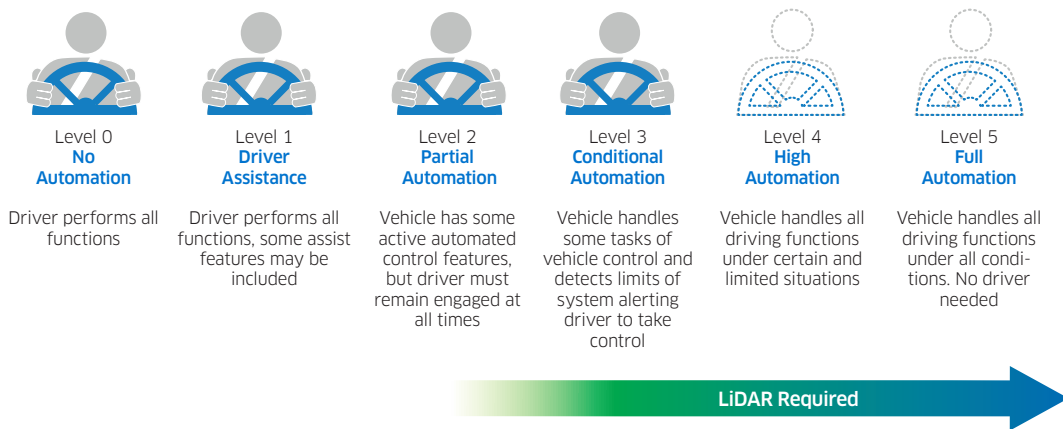 Level 0
No
Automation
Driver performs all
functions
Level 1
Driver
Assistance
Driver performs all
functions, some assist
features may be
included
Level 2
Partial
Automation
Vehicle has some
active automated
control features,
but driver must
remain engaged at
all times
Level 3
Conditional
Automation
Vehicle handles
some tasks of
vehicle control and
detects limits of
system alerting
driver to take
control
Level 4
High
Automation
Vehicle handles all
driving functions
under certain and
limited situations
Level 5
Full
Automation
Vehicle handles all
driving functions
under all condi-
tions. No driver
needed
LiDAR Required